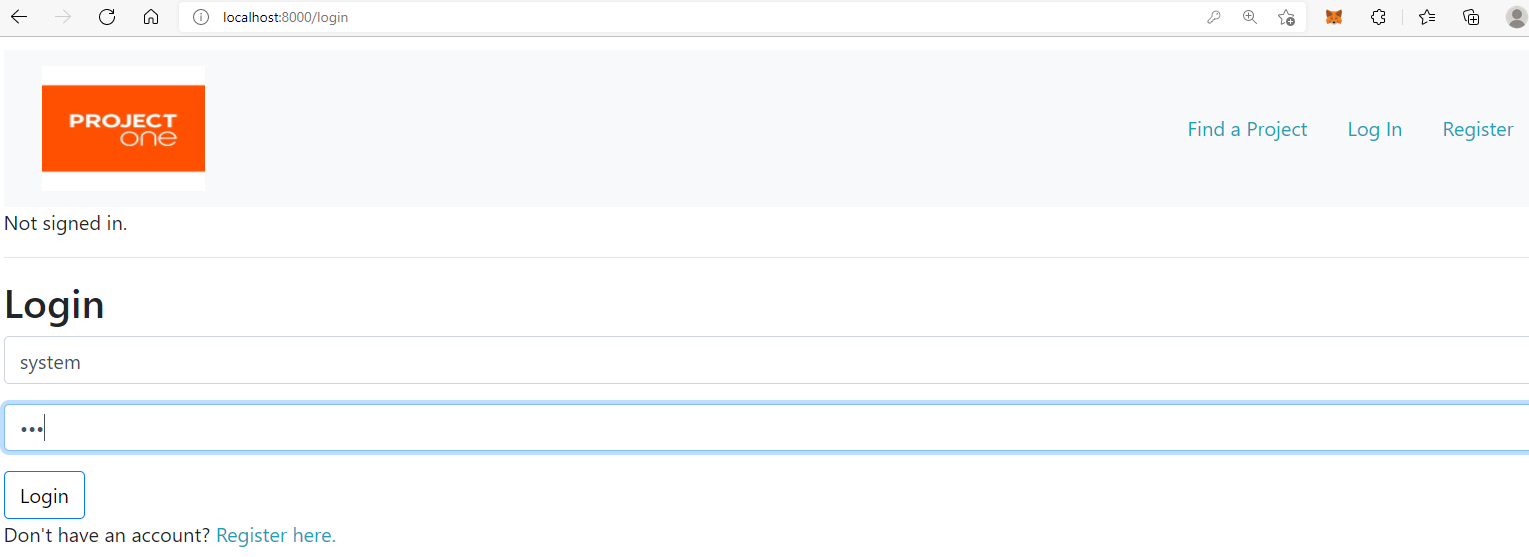 localhost:8000/login
PROJECT
one
Find a Project
Log In
Register
Not signed in.
Login
system
•••
Login
Don't have an account? Register here.